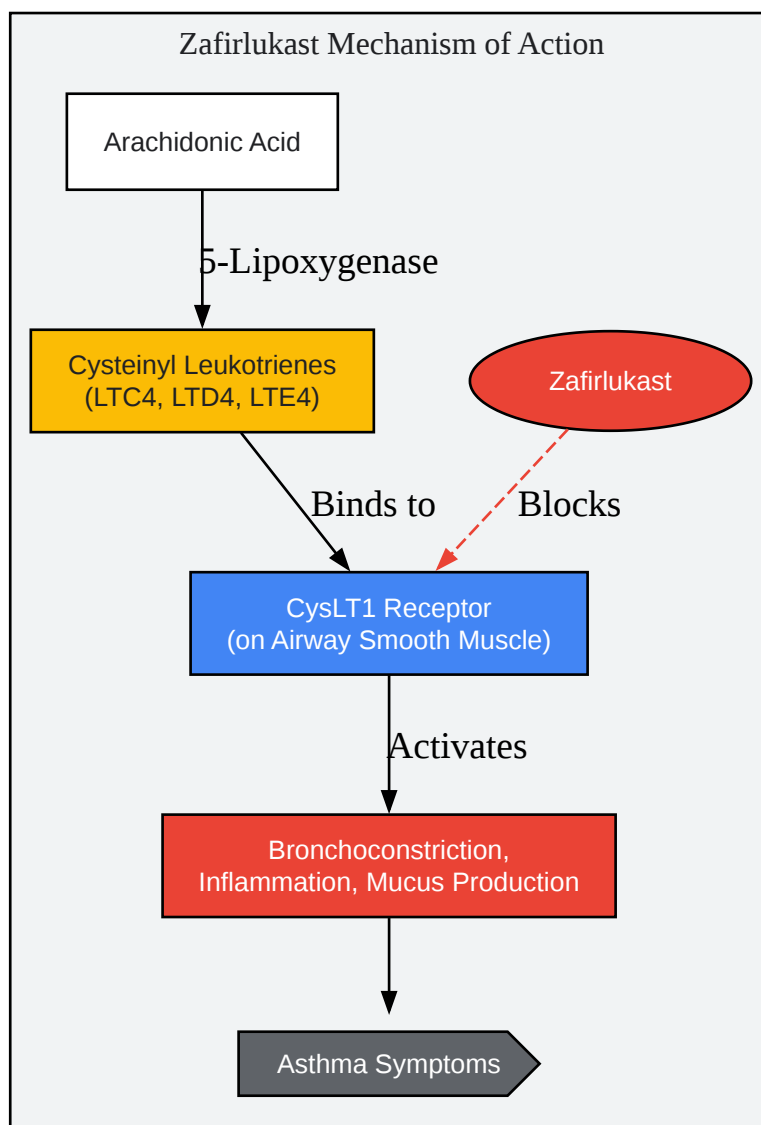 Zafirlukast Mechanism of Action
Arachidonic Acid
5-Lipoxygenase
Cysteinyl Leukotrienes
(LTC4, LTD4, LTE4)
Zafirlukast
Binds to
Blocks
CysLT1 Receptor
(on Airway Smooth Muscle)
Activates
Bronchoconstriction,
Inflammation, Mucus Production
Asthma Symptoms